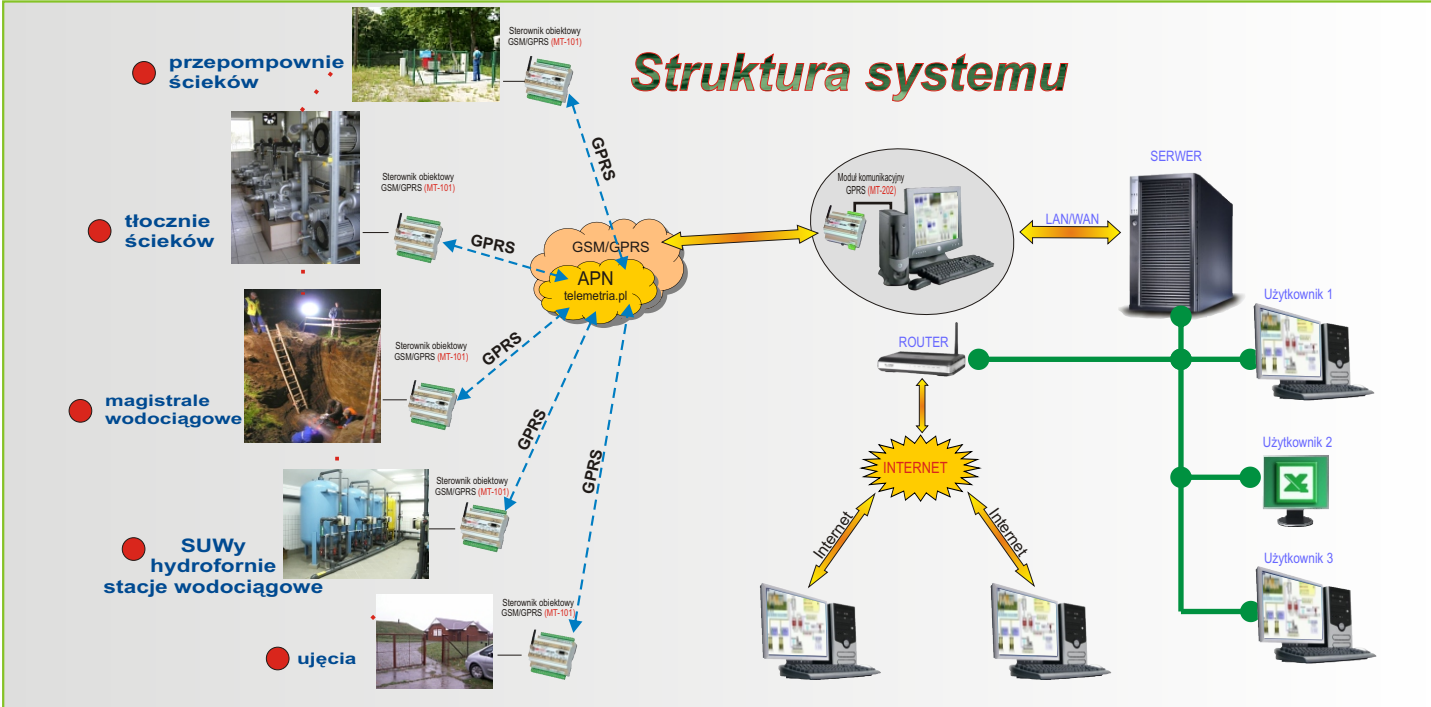 Struktura systemu
przepompownie
ścieków
Sterownik obiektowy
GSM/GPRS (MT-101)
GPRS
tłocznie
ścieków
Sterownik obiektowy
GSM/GPRS (MT-101)
GPRS
magistrale
wodociągowe
Sterownik obiektowy
GSM/GPRS (MT-101)
GPRS
SUWy
hydrofornie
stacje wodociągowe
Sterownik obiektowy
GSM/GPRS (MT-101)
GPRS
ujęcia
Sterownik obiektowy
GSM/GPRS (MT-101)
GPRS
GSM/GPRS
APN
telemetria.pl
Moduł komunikacyjny
GPRS (MT-202)
LAN/WAN
SERWER
ROUTER
INTERNET
Internet
Internet
Użytkownik 1
Użytkownik 2
Użytkownik 3